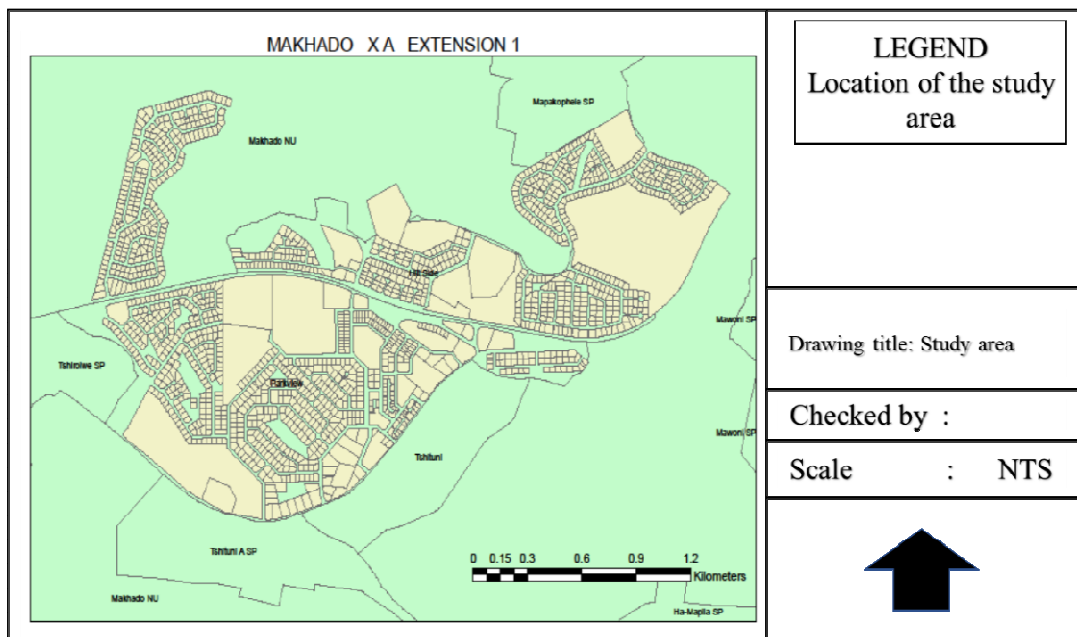 MAKHADO X A EXTENSION 1
Mapakophele SP
Makhado NU
Hill Side
Mawoni SP
Tshirolwe SP
Parkview
Mawoni SP
Tshituni
Tshituni A SP
0 0.15 0.3 0.6 0.9 1.2
Kilometers
Makhado NU
Ha-Mapila SP
LEGEND
Location of the study
area
Drawing title: Study area
Checked by :
Scale : NTS